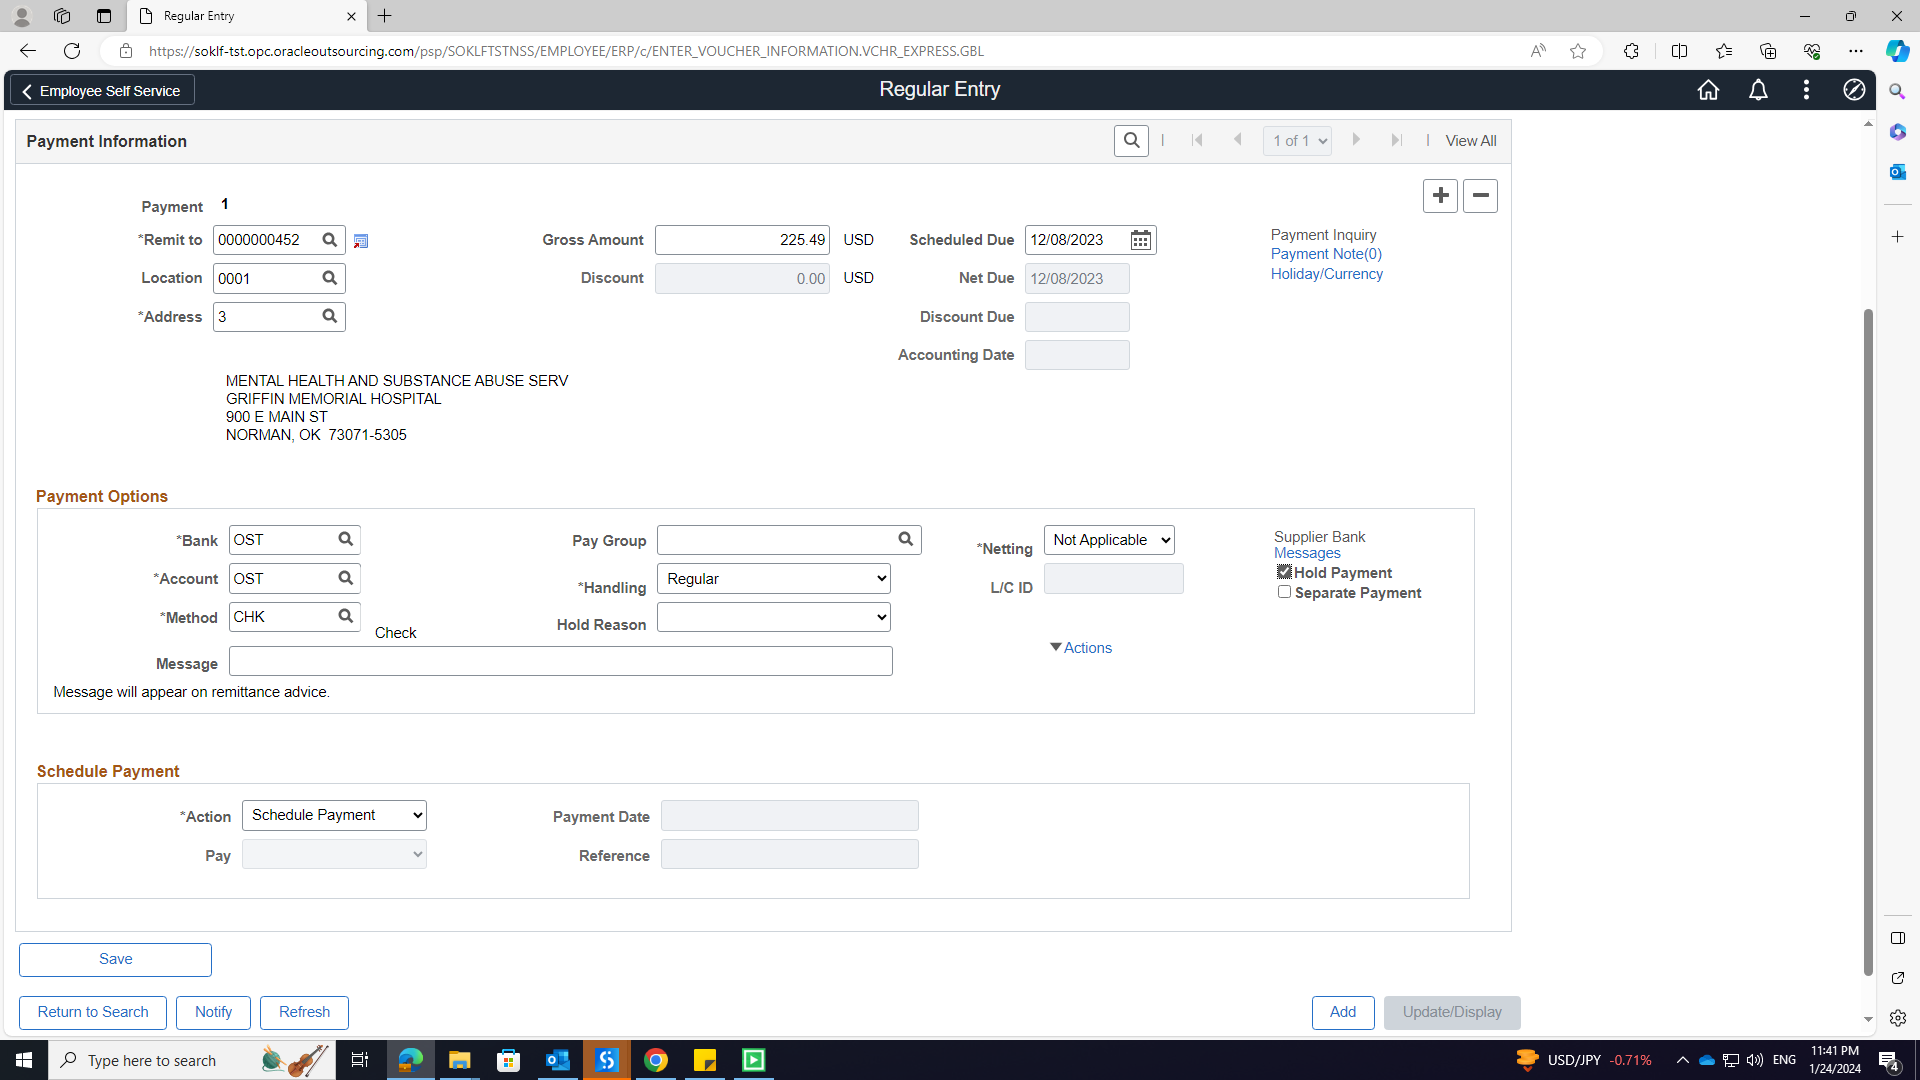 Regular Entry
https://soklf-tst.opc.oracleoutsourcing.com/psp/SOKLFTSTNSS/EMPLOYEE/ERP/c/ENTER_VOUCHER_INFORMATION.VCHR_EXPRESS.GBL
Employee Self Service
Regular Entry
Payment Information
1 of 1
View All
Payment 1
*Remit to 0000000452
Gross Amount 225.49 USD
Scheduled Due 12/08/2023
Payment Inquiry
Payment Note(0)
Holiday/Currency
Location 0001
Discount 0.00 USD
Net Due 12/08/2023
*Address 3
Discount Due
Accounting Date
MENTAL HEALTH AND SUBSTANCE ABUSE SERV
GRIFFIN MEMORIAL HOSPITAL
900 E MAIN ST
NORMAN, OK  73071-5305
Payment Options
*Bank OST
Pay Group
*Netting Not Applicable
Supplier Bank
Messages
Hold Payment
Separate Payment
*Account OST
*Handling Regular
L/C ID
*Method CHK
Check
Hold Reason
Actions
Message
Message will appear on remittance advice.
Schedule Payment
*Action Schedule Payment
Payment Date
Pay
Reference
Save
Return to Search
Notify
Refresh
Add
Update/Display
Type here to search
USD/JPY -0.71%
ENG
11:41 PM
1/24/2024
4